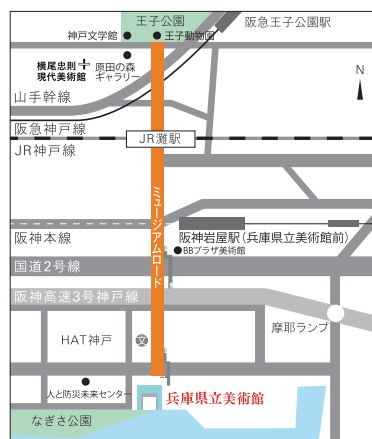 王子公園
阪急王子公園駅
神戸文学館
王子動物園
横尾忠則
現代美術館
原田の森
ギャラリー
N
山手幹線
阪急神戸線
JR灘駅
JR神戸線
ミュージアムロード
阪神本線
阪神岩屋駅(兵庫県立美術館前)
BBプラザ美術館
国道2号線
阪神高速3号神戸線
摩耶ランプ
HAT神戸
文
人と防災未来センター
兵庫県立美術館
なぎさ公園